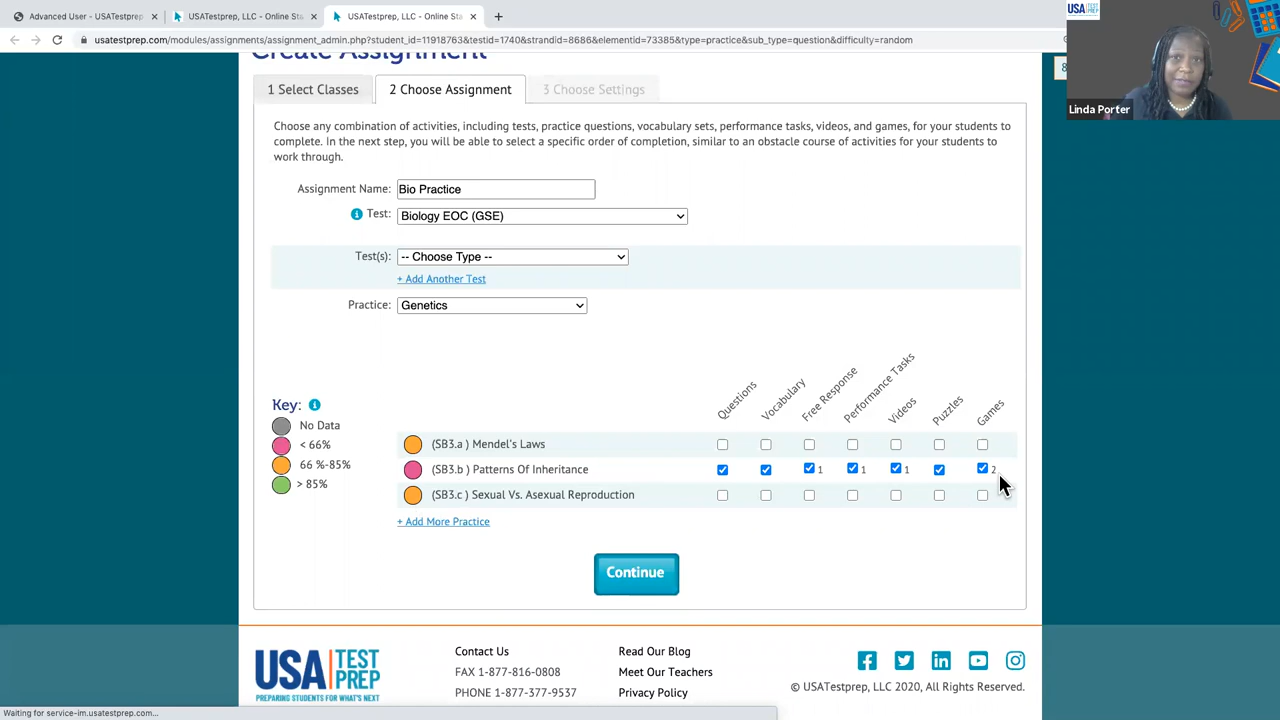 Advanced User - USATestprep
USATestprep, LLC - Online Sta
USATestprep, LLC - Online Sta
usatestprep.com/modules/assignments/assignment_admin.php?student_id=11918763&testid=1740&strand=8686&elementid=73385&type=practice&sub_type=question&difficulty=random
USA TEST PREP
Linda Porter
Create Assignment
1 Select Classes
2 Choose Assignment
3 Choose Settings
Choose any combination of activities, including tests, practice questions, vocabulary sets, performance tasks, videos, and games, for your students to
complete. In the next step, you will be able to select a specific order of completion, similar to an obstacle course of activities for your students to
work through.
Assignment Name: Bio Practice
Test: Biology EOC (GSE)
Test(s): -- Choose Type --
+ Add Another Test
Practice: Genetics
Questions
Vocabulary
Free Response
Performance Tasks
Videos
Puzzles
Games
Key:
No Data
< 66%
66 %-85%
> 85%
(SB3.a ) Mendel's Laws
(SB3.b ) Patterns Of Inheritance 1 1 1 2
(SB3.c ) Sexual Vs. Asexual Reproduction
+ Add More Practice
Continue
USA TEST PREP
PREPARING STUDENTS FOR WHAT'S NEXT
Contact Us
FAX 1-877-816-0808
PHONE 1-877-377-9537
Read Our Blog
Meet Our Teachers
Privacy Policy
© USATestprep, LLC 2020, All Rights Reserved.
Waiting for service-im.usatestprep.com...